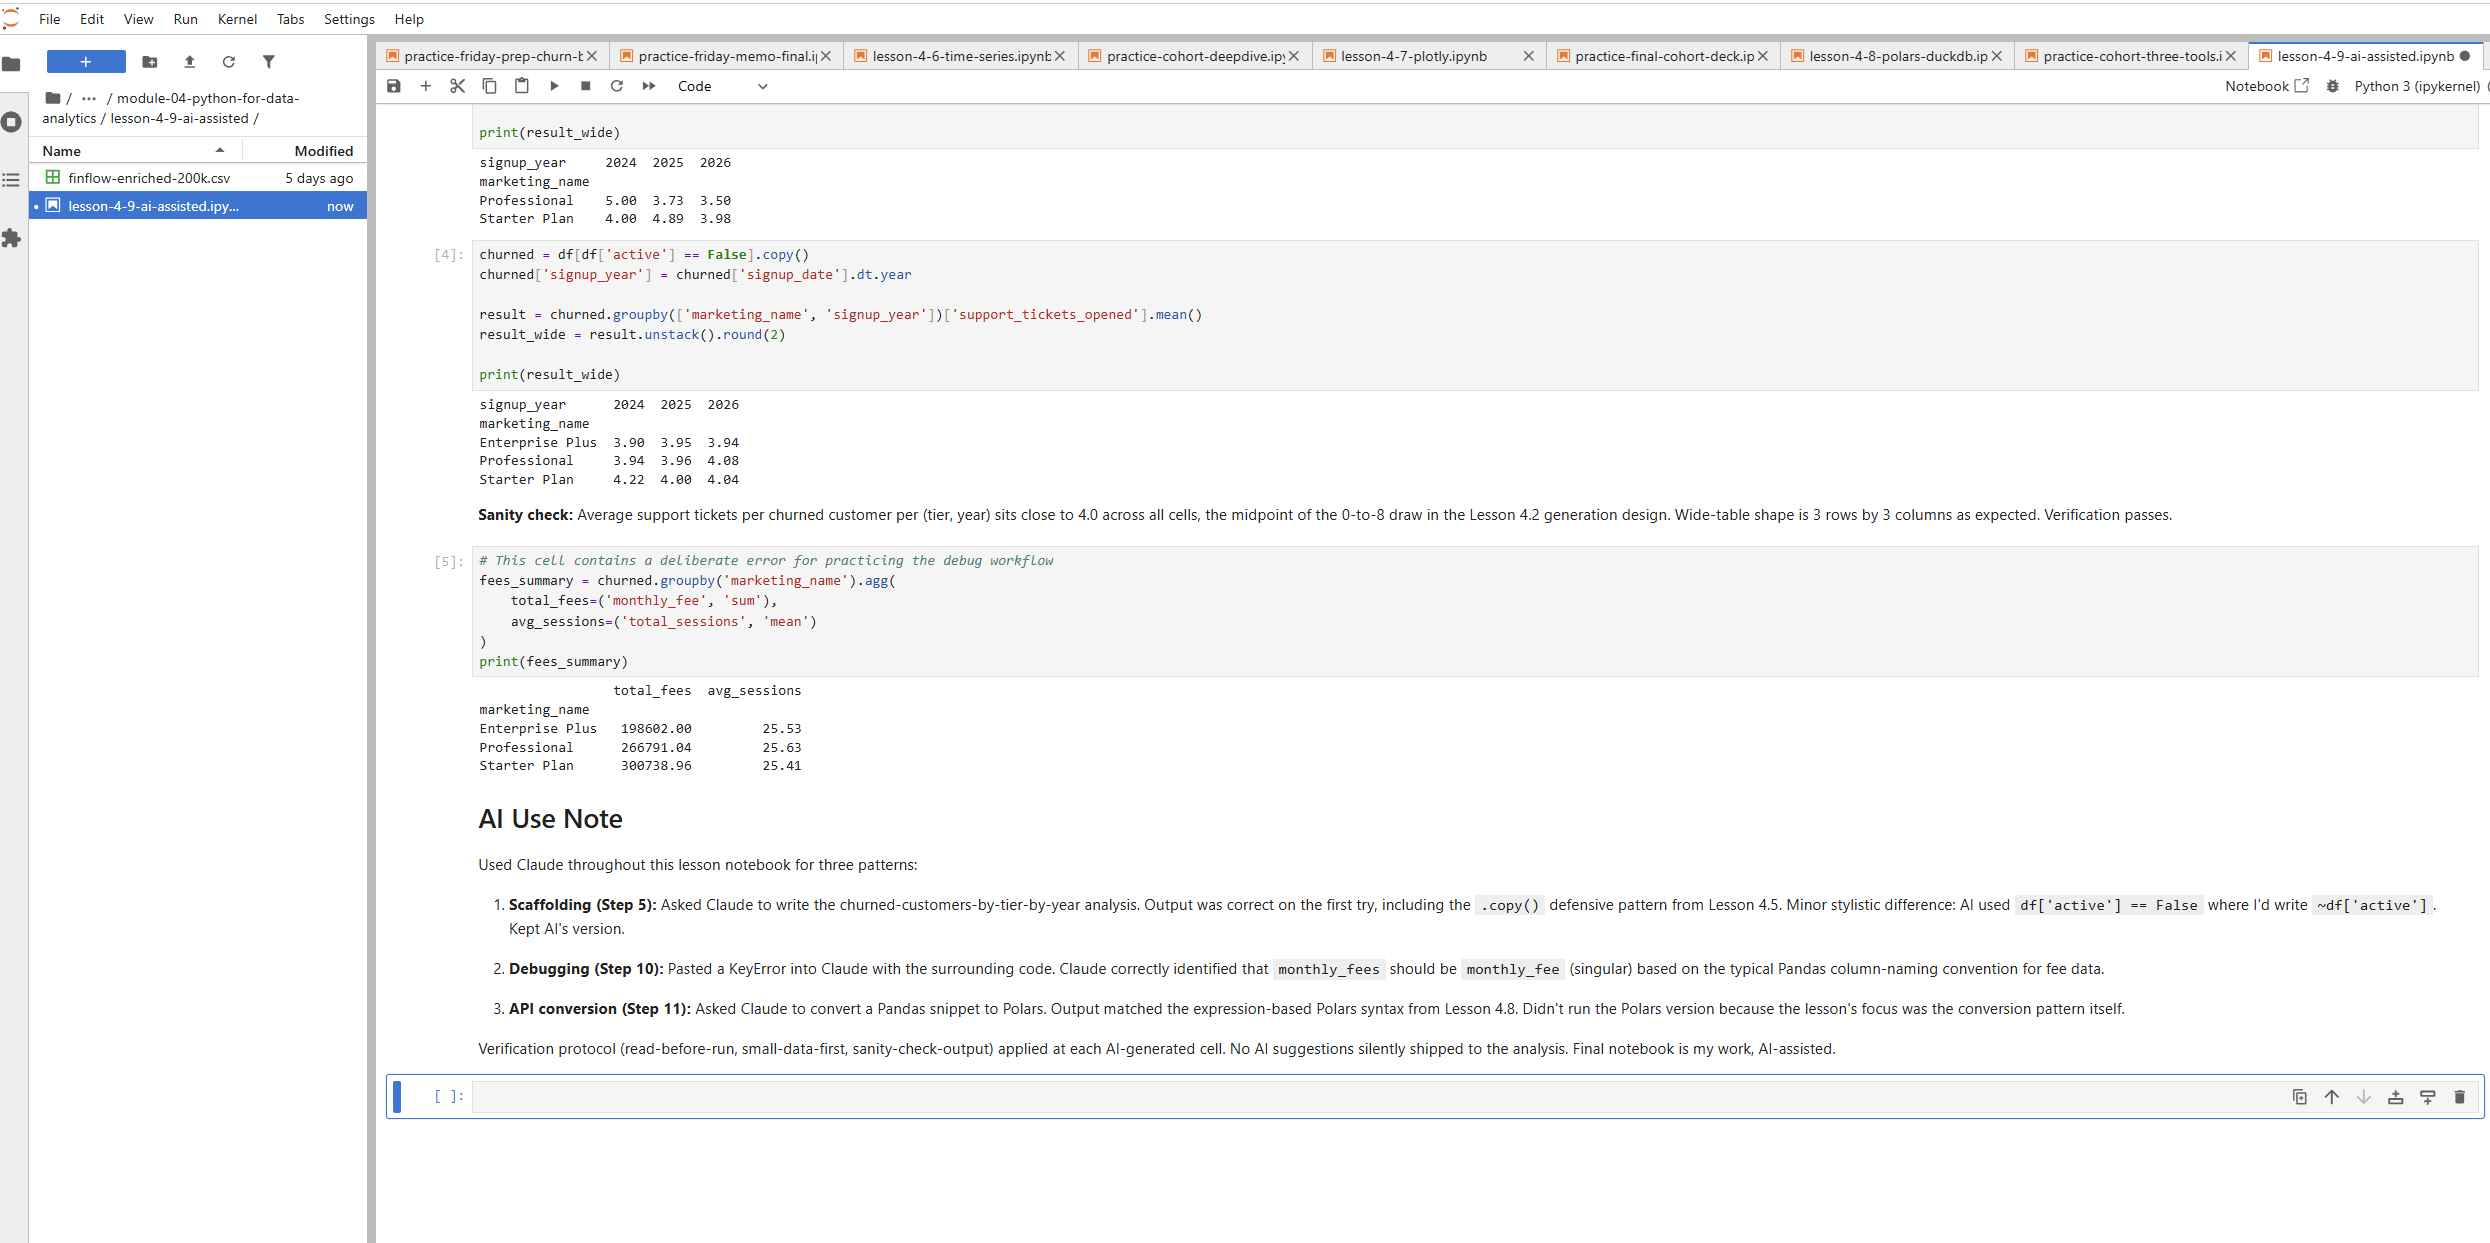 File Edit View Run Kernel Tabs Settings Help
practice-friday-prep-churn-b
practice-friday-memo-final.i
lesson-4-6-time-series.ipynb
practice-cohort-deepdive.ipy
lesson-4-7-plotly.ipynb
practice-final-cohort-deck.ip
lesson-4-8-polars-duckdb.ip
practice-cohort-three-tools.i
lesson-4-9-ai-assisted.ipynb
Code
Notebook
Python 3 (ipykernel)
/ ··· / module-04-python-for-data-
analytics / lesson-4-9-ai-assisted /
Name Modified
finflow-enriched-200k.csv 5 days ago
lesson-4-9-ai-assisted.ipy... now
print(result_wide)
signup_year 2024 2025 2026
marketing_name
Professional 5.00 3.73 3.50
Starter Plan 4.00 4.89 3.98
[4]: churned = df[df['active'] == False].copy()
churned['signup_year'] = churned['signup_date'].dt.year
result = churned.groupby(['marketing_name', 'signup_year'])['support_tickets_opened'].mean()
result_wide = result.unstack().round(2)
print(result_wide)
signup_year 2024 2025 2026
marketing_name
Enterprise Plus 3.90 3.95 3.94
Professional 3.94 3.96 4.08
Starter Plan 4.22 4.00 4.04
Sanity check: Average support tickets per churned customer per (tier, year) sits close to 4.0 across all cells, the midpoint of the 0-to-8 draw in the Lesson 4.2 generation design. Wide-table shape is 3 rows by 3 columns as expected. Verification passes.
[5]: # This cell contains a deliberate error for practicing the debug workflow
fees_summary = churned.groupby('marketing_name').agg(
total_fees=('monthly_fee', 'sum'),
avg_sessions=('total_sessions', 'mean')
)
print(fees_summary)
total_fees avg_sessions
marketing_name
Enterprise Plus 198602.00 25.53
Professional 266791.04 25.63
Starter Plan 300738.96 25.41
AI Use Note
Used Claude throughout this lesson notebook for three patterns:
1. Scaffolding (Step 5): Asked Claude to write the churned-customers-by-tier-by-year analysis. Output was correct on the first try, including the .copy() defensive pattern from Lesson 4.5. Minor stylistic difference: AI used df['active'] == False where I'd write ~df['active'] .
Kept AI's version.
2. Debugging (Step 10): Pasted a KeyError into Claude with the surrounding code. Claude correctly identified that monthly_fees should be monthly_fee (singular) based on the typical Pandas column-naming convention for fee data.
3. API conversion (Step 11): Asked Claude to convert a Pandas snippet to Polars. Output matched the expression-based Polars syntax from Lesson 4.8. Didn't run the Polars version because the lesson's focus was the conversion pattern itself.
Verification protocol (read-before-run, small-data-first, sanity-check-output) applied at each AI-generated cell. No AI suggestions silently shipped to the analysis. Final notebook is my work, AI-assisted.
[ ]: